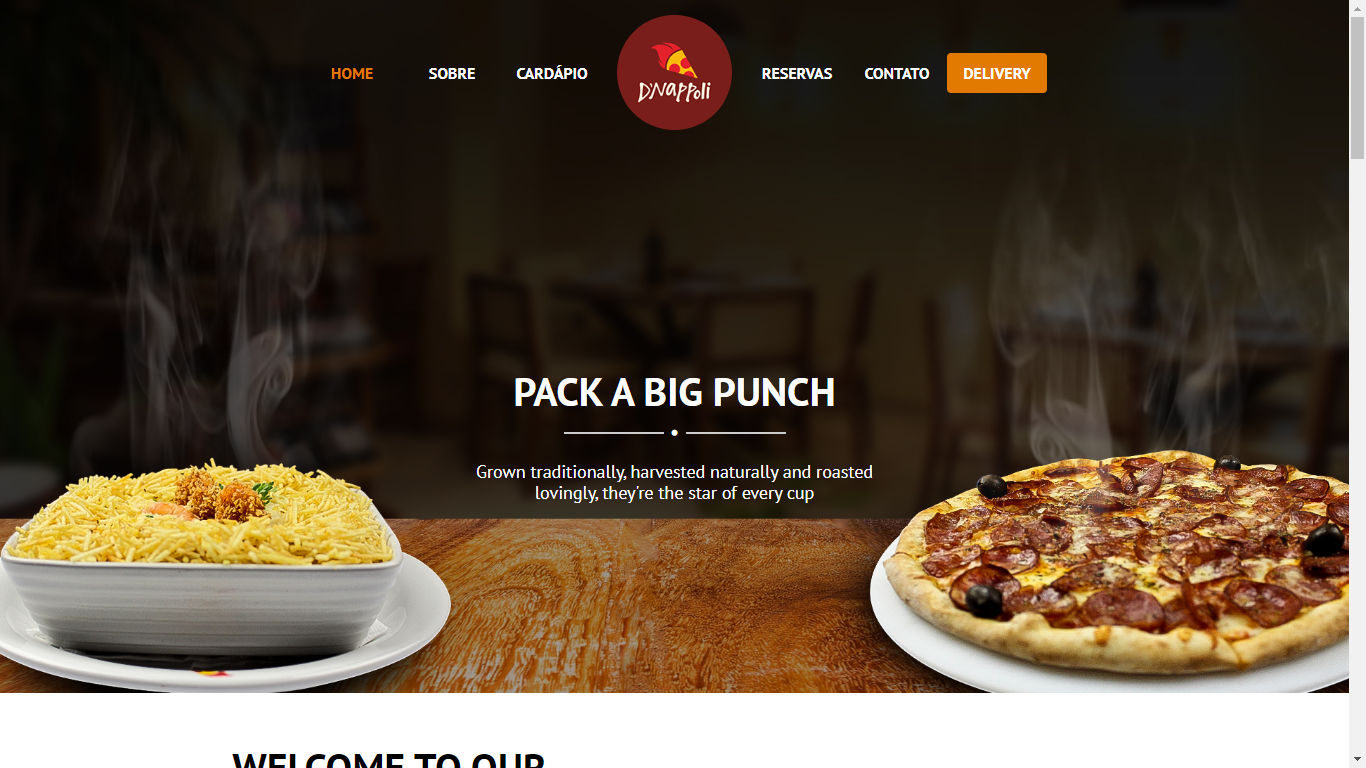 HOME SOBRE CARDÁPIO D'Nappoli RESERVAS CONTATO DELIVERY
PACK A BIG PUNCH
Grown traditionally, harvested naturally and roasted
lovingly, they're the star of every cup
WELCOME TO OUR